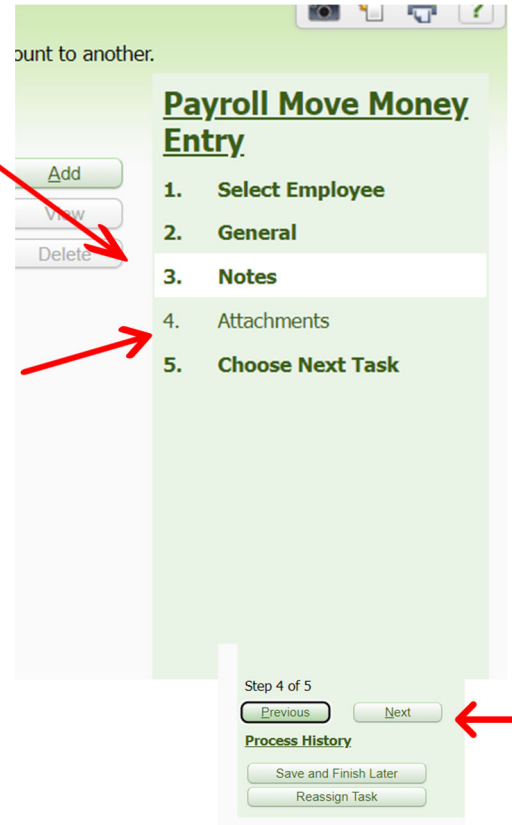 ?
ount to another.
Payroll Move Money
Entry
Add
View
Delete
1. Select Employee
2. General
3. Notes
4. Attachments
5. Choose Next Task
Step 4 of 5
Previous Next
Process History
Save and Finish Later
Reassign Task